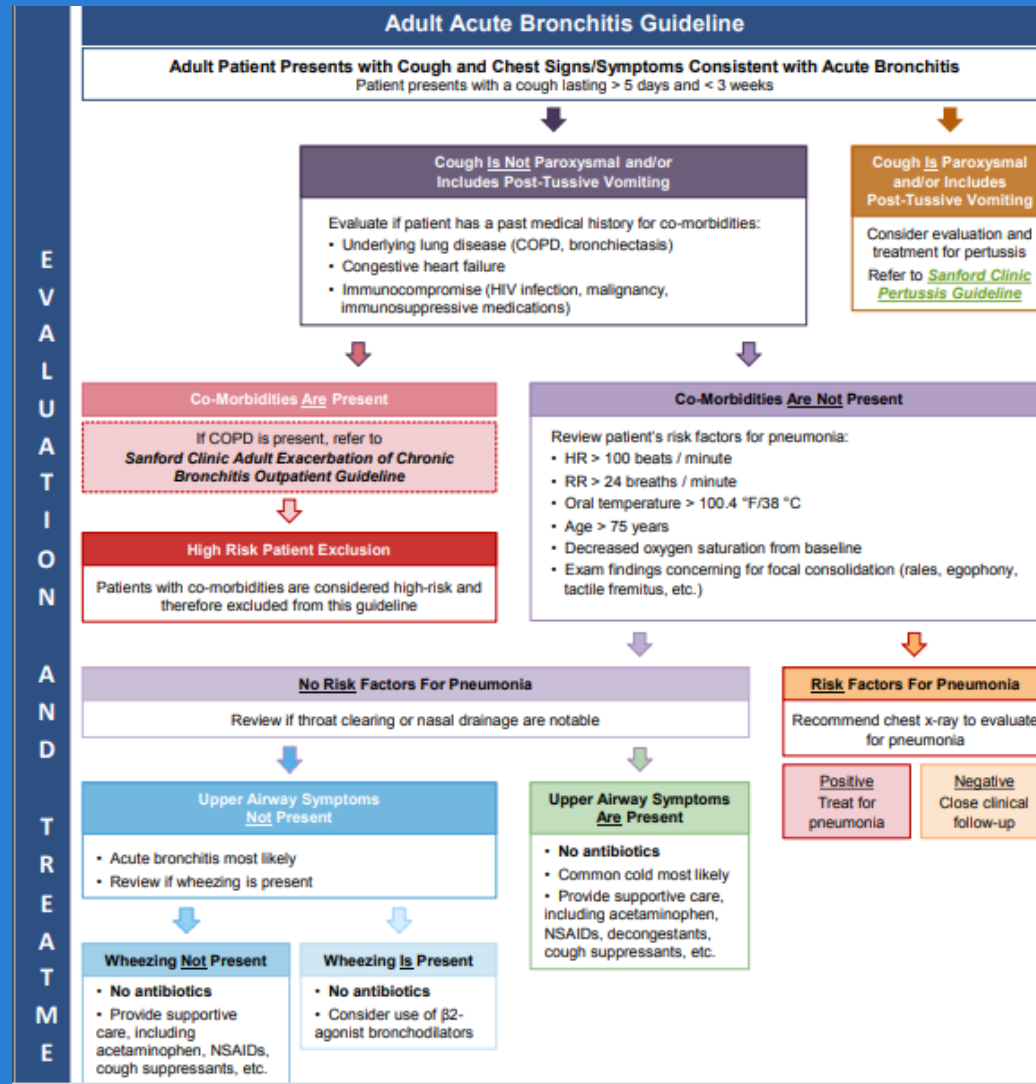 Adult Acute Bronchitis Guideline
Adult Patient Presents with Cough and Chest Signs/Symptoms Consistent with Acute Bronchitis
Patient presents with a cough lasting > 5 days and < 3 weeks
Cough Is Not Paroxysmal and/or
Includes Post-Tussive Vomiting
Evaluate if patient has a past medical history for co-morbidities:
• Underlying lung disease (COPD, bronchiectasis)
• Congestive heart failure
• Immunocompromise (HIV infection, malignancy,
immunosuppressive medications)
Cough Is Paroxysmal
and/or Includes
Post-Tussive Vomiting
Consider evaluation and
treatment for pertussis
Refer to Sanford Clinic
Pertussis Guideline
Co-Morbidities Are Present
If COPD is present, refer to
Sanford Clinic Adult Exacerbation of Chronic
Bronchitis Outpatient Guideline
High Risk Patient Exclusion
Patients with co-morbidities are considered high-risk and
therefore excluded from this guideline
Co-Morbidities Are Not Present
Review patient's risk factors for pneumonia:
• HR > 100 beats / minute
• RR > 24 breaths / minute
• Oral temperature > 100.4 °F/38 °C
• Age > 75 years
• Decreased oxygen saturation from baseline
• Exam findings concerning for focal consolidation (rales, egophony,
tactile fremitus, etc.)
No Risk Factors For Pneumonia
Review if throat clearing or nasal drainage are notable
Risk Factors For Pneumonia
Recommend chest x-ray to evaluate
for pneumonia
Positive
Treat for
pneumonia
Negative
Close clinical
follow-up
Upper Airway Symptoms
Not Present
• Acute bronchitis most likely
• Review if wheezing is present
Upper Airway Symptoms
Are Present
• No antibiotics
• Common cold most likely
• Provide supportive care,
including acetaminophen,
NSAIDs, decongestants,
cough suppressants, etc.
Wheezing Not Present
• No antibiotics
• Provide supportive
care, including
acetaminophen, NSAIDs,
cough suppressants, etc.
Wheezing Is Present
• No antibiotics
• Consider use of β2-
agonist bronchodilators
EVALUATION AND TREATME